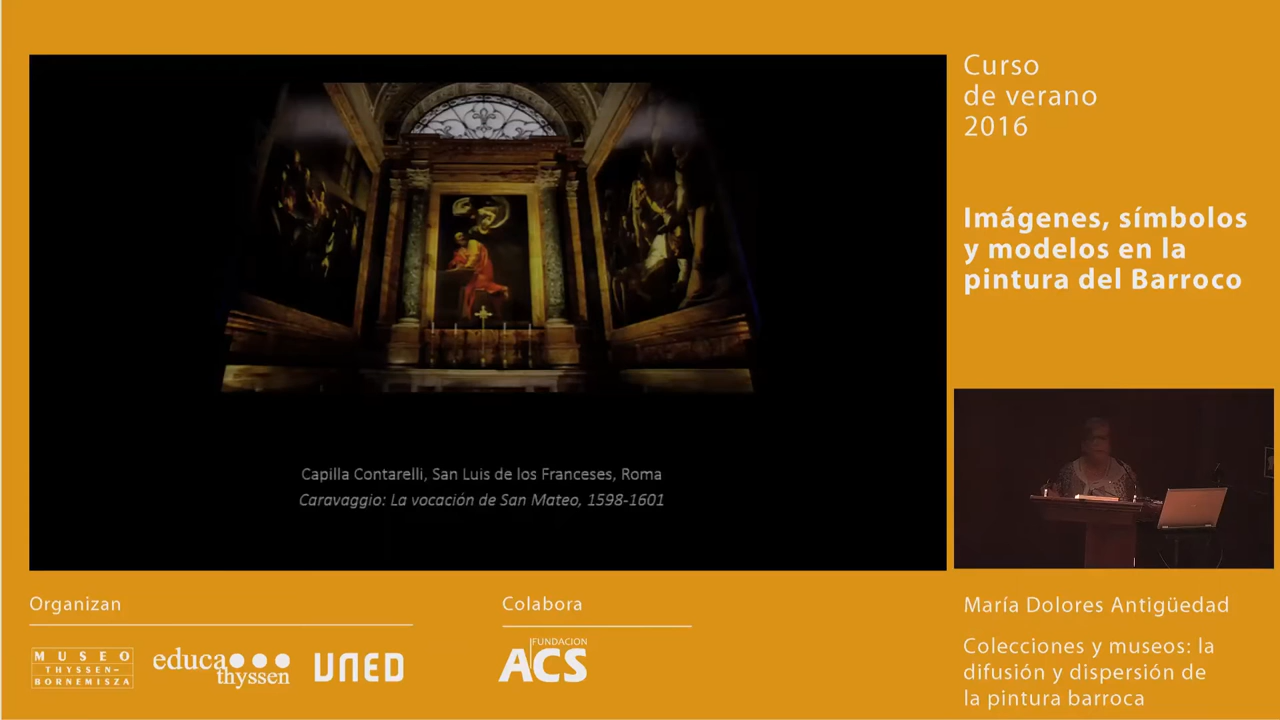 Curso
de verano
2016
Imágenes, símbolos
y modelos en la
pintura del Barroco
Capilla Contarelli, San Luis de los Franceses, Roma
Caravaggio: La vocación de San Mateo, 1598-1601
Organizan
MUSEO
THYSSEN-
BORNEMISZA
educa
thyssen
UNED
Colabora
FUNDACION
ACS
María Dolores Antigüedad
Colecciones y museos: la
difusión y dispersión de
la pintura barroca